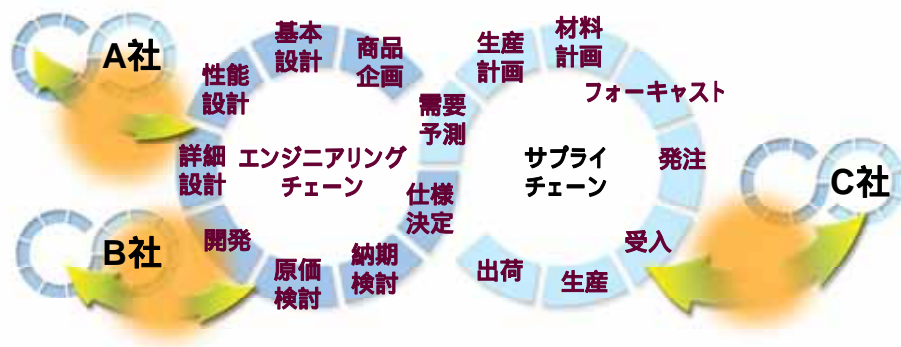 A社
基本
設計
商品
企画
性能
設計
詳細
設計
エンジニアリング
チェーン
開発
原価
検討
納期
検討
仕様
決定
需要
予測
生産
計画
材料
計画
フォーキャスト
発注
サプライ
チェーン
受入
生産
出荷
B社
C社